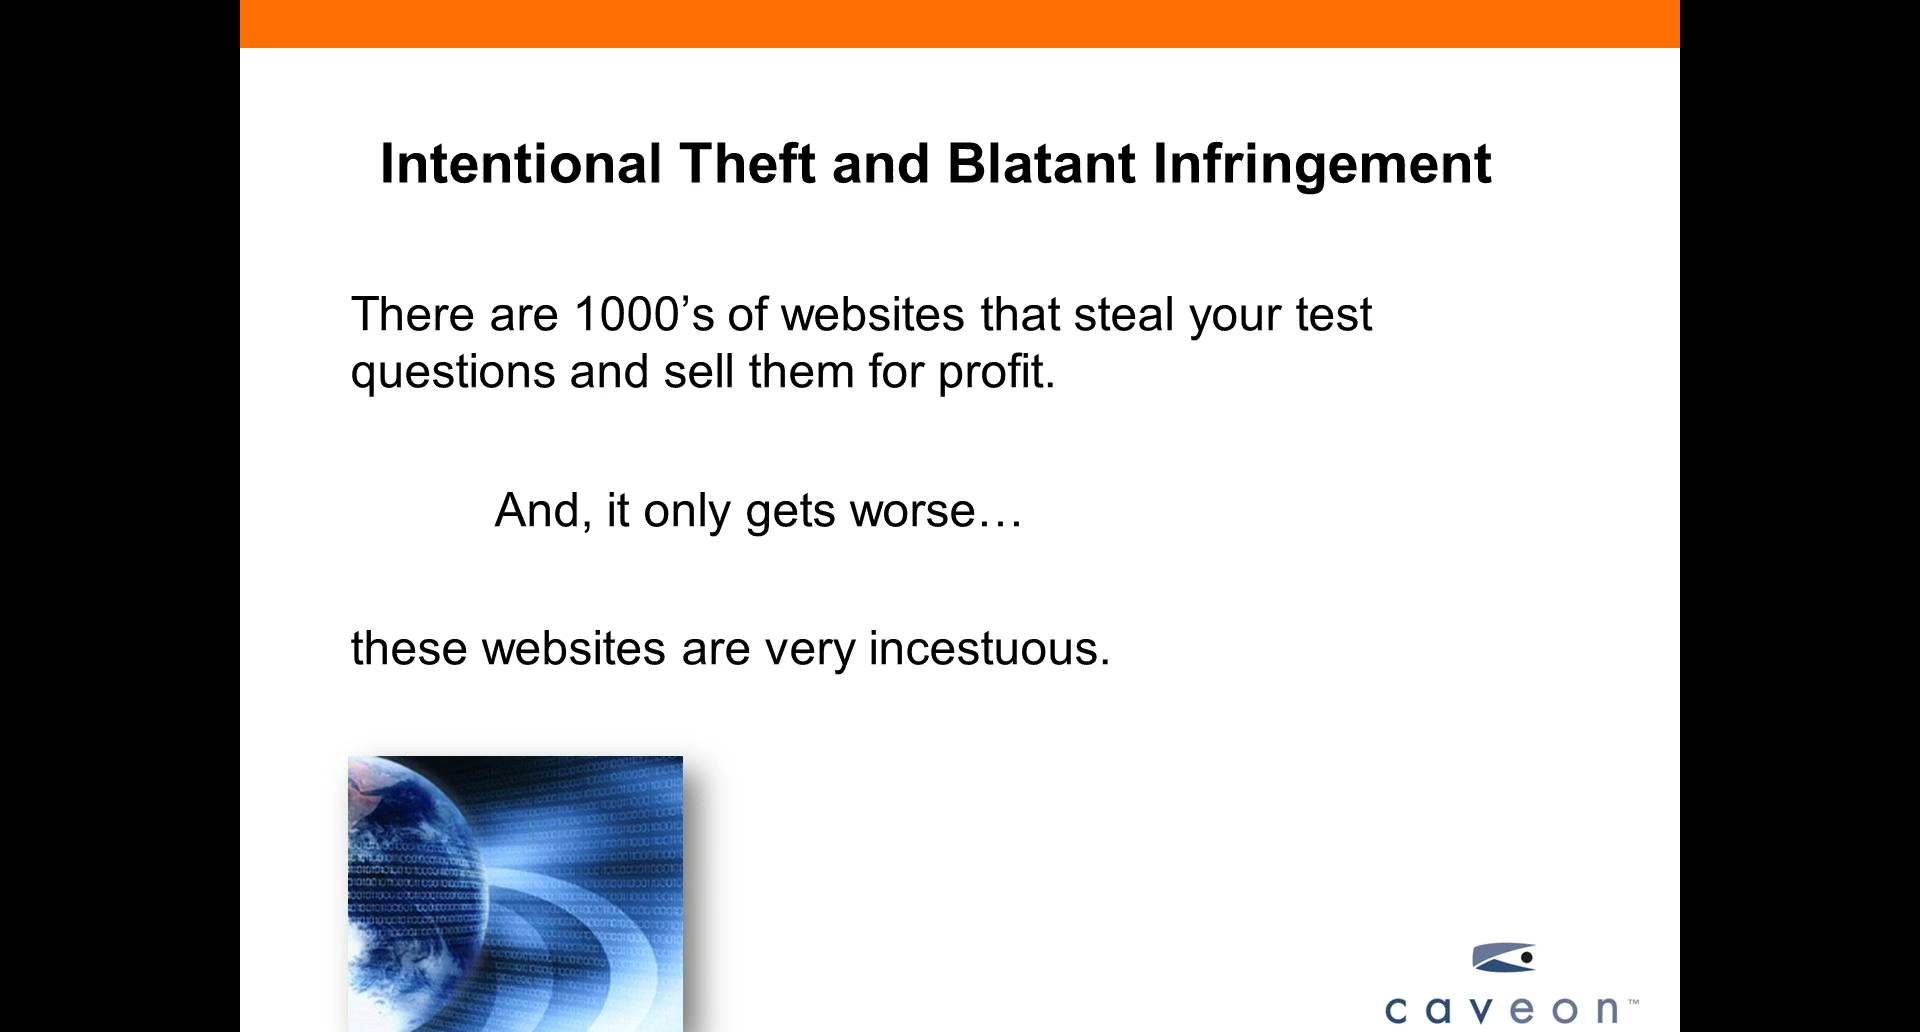 Intentional Theft and Blatant Infringement
There are 1000’s of websites that steal your test
questions and sell them for profit.
And, it only gets worse…
these websites are very incestuous.
caveon™